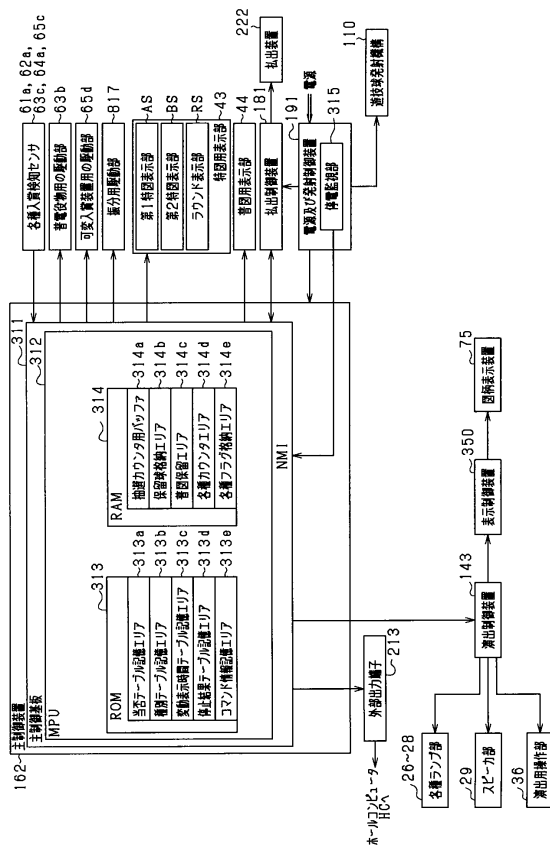 162
主制御装置
311
主制御基板
312
MPU
313
ROM
当否テーブル記憶エリア
313a
種別テーブル記憶エリア
313b
変動表示時間テーブル記憶エリア
313c
停止結果テーブル記憶エリア
313d
コマンド情報記憶エリア
313e
314
RAM
抽選カウンタ用バッファ
314a
保留球格納エリア
314b
普図保留エリア
314c
各種カウンタエリア
314d
各種フラグ格納エリア
314e
NMI
各種入賞検知センサ
61a, 62a,
63c, 64a, 65c
普電役物用の駆動部
63b
可変入賞装置用の駆動部
65d
振分用駆動部
817
第1特図表示部
AS
第2特図表示部
BS
ラウンド表示部
RS
特図用表示部
43
普図用表示部
44
払出制御装置
181
払出装置
222
電源及び発射制御装置
191
電源
停電監視部
315
遊技球発射機構
110
外部出力端子
213
ホールコンピュータ
HCへ
演出制御装置
143
表示制御装置
350
図柄表示装置
75
各種ランプ部
26~28
スピーカ部
29
演出用操作部
36